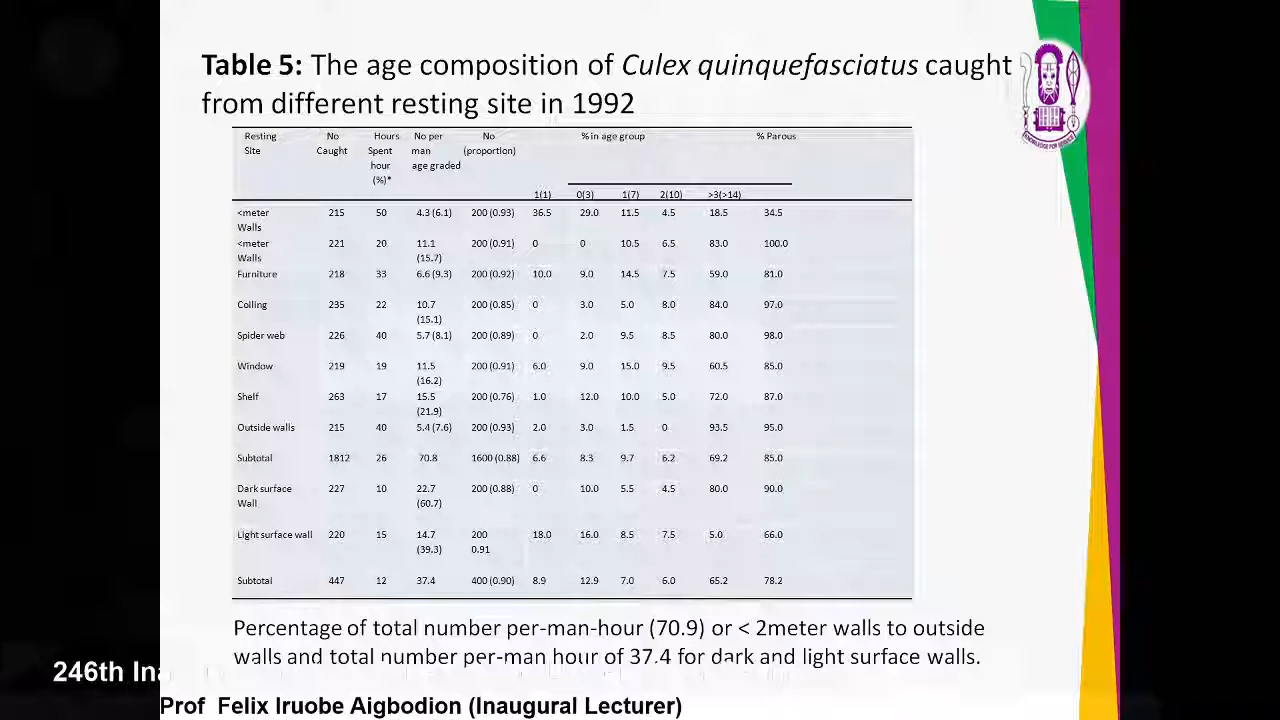 Table 5: The age composition of Culex quinquefasciatus caught
from different resting site in 1992
Resting Site No Caught Hours Spent hour (%)* No per man age graded No (proportion) % in age group % Parous
1(1) 0(3) 1(7) 2(10) >3(>14)
<meter Walls 215 50 4.3 (6.1) 200 (0.93) 36.5 29.0 11.5 4.5 18.5 34.5
<meter Walls 221 20 11.1 (15.7) 200 (0.91) 0 0 10.5 6.5 83.0 100.0
Furniture 218 33 6.6 (9.3) 200 (0.92) 10.0 9.0 14.5 7.5 59.0 81.0
Coiling 235 22 10.7 (15.1) 200 (0.85) 0 3.0 5.0 8.0 84.0 97.0
Spider web 226 40 5.7 (8.1) 200 (0.89) 0 2.0 9.5 8.5 80.0 98.0
Window 219 19 11.5 (16.2) 200 (0.91) 6.0 9.0 15.0 9.5 60.5 85.0
Shelf 263 17 15.5 (21.9) 200 (0.76) 1.0 12.0 10.0 5.0 72.0 87.0
Outside walls 215 40 5.4 (7.6) 200 (0.93) 2.0 3.0 1.5 0 93.5 95.0
Subtotal 1812 26 70.8 1600 (0.88) 6.6 8.3 9.7 6.2 69.2 85.0
Dark surface Wall 227 10 22.7 (60.7) 200 (0.88) 0 10.0 5.5 4.5 80.0 90.0
Light surface wall 220 15 14.7 (39.3) 200 0.91 18.0 16.0 8.5 7.5 5.0 66.0
Subtotal 447 12 37.4 400 (0.90) 8.9 12.9 7.0 6.0 65.2 78.2
Percentage of total number per-man-hour (70.9) or < 2meter walls to outside
walls and total number per-man hour of 37.4 for dark and light surface walls.
246th Ina
Prof Felix Iruobe Aigbodion (Inaugural Lecturer)